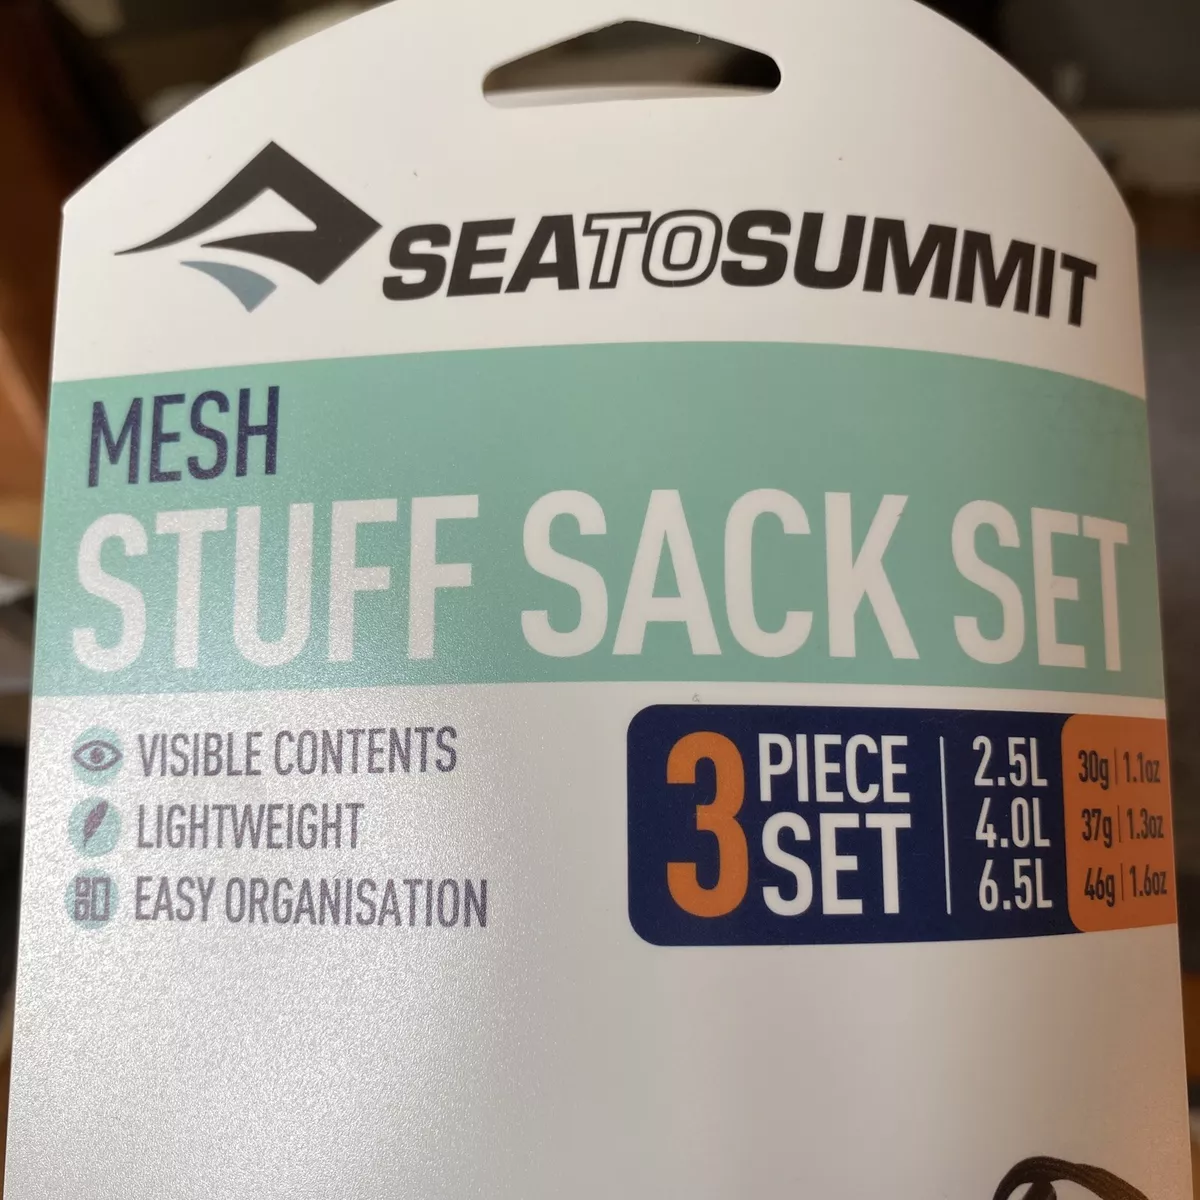 SEATOSUMMIT
MESH
STUFF SACK SET
VISIBLE CONTENTS
LIGHTWEIGHT
EASY ORGANISATION
3 PIECE SET
2.5L 30g | 1.1oz
4.0L 37g | 1.3oz
6.5L 46g | 1.6oz